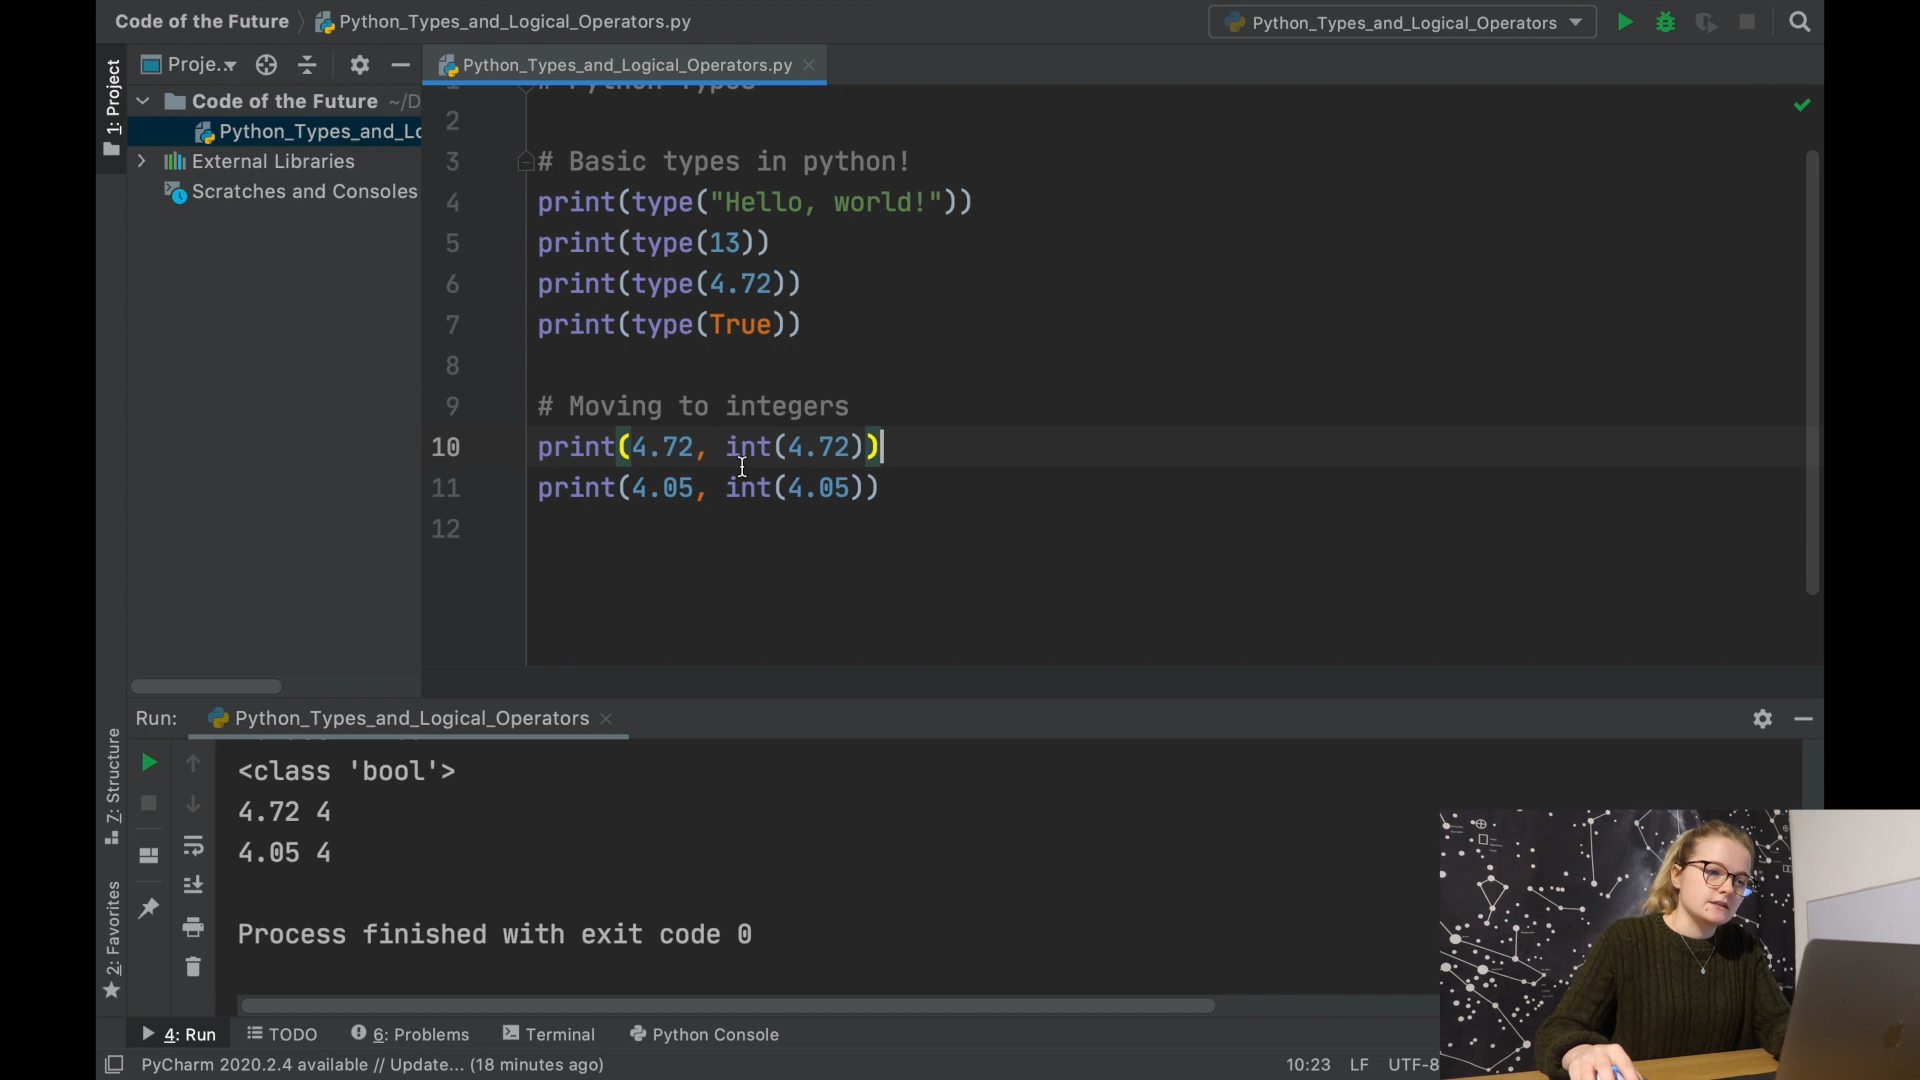 Code of the Future
Python_Types_and_Logical_Operators.py
Python_Types_and_Logical_Operators
1: Project
Proje..
Python_Types_and_Logical_Operators.py
Code of the Future ~/D
Python_Types_and_Lo
External Libraries
Scratches and Consoles
1 # Python Types
2
3 # Basic types in python!
4 print(type("Hello, world!"))
5 print(type(13))
6 print(type(4.72))
7 print(type(True))
8
9 # Moving to integers
10 print(4.72, int(4.72))
11 print(4.05, int(4.05))
12
Run:
Python_Types_and_Logical_Operators
Z: Structure
2: Favorites
<class 'bool'>
4.72 4
4.05 4
Process finished with exit code 0
4: Run
TODO
6: Problems
Terminal
Python Console
PyCharm 2020.2.4 available // Update... (18 minutes ago)
10:23 LF UTF-8